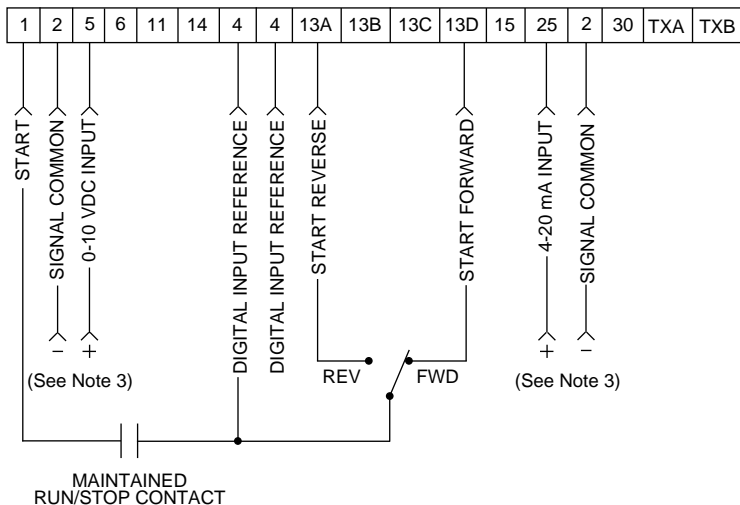 1 2 5 6 11 14 4 4 13A 13B 13C 13D 15 25 2 30 TXA TXB
START
SIGNAL COMMON
0-10 VDC INPUT
DIGITAL INPUT REFERENCE
DIGITAL INPUT REFERENCE
START REVERSE
START FORWARD
4-20 mA INPUT
SIGNAL COMMON
− +
(See Note 3)
REV
FWD
+ −
(See Note 3)
MAINTAINED
RUN/STOP CONTACT